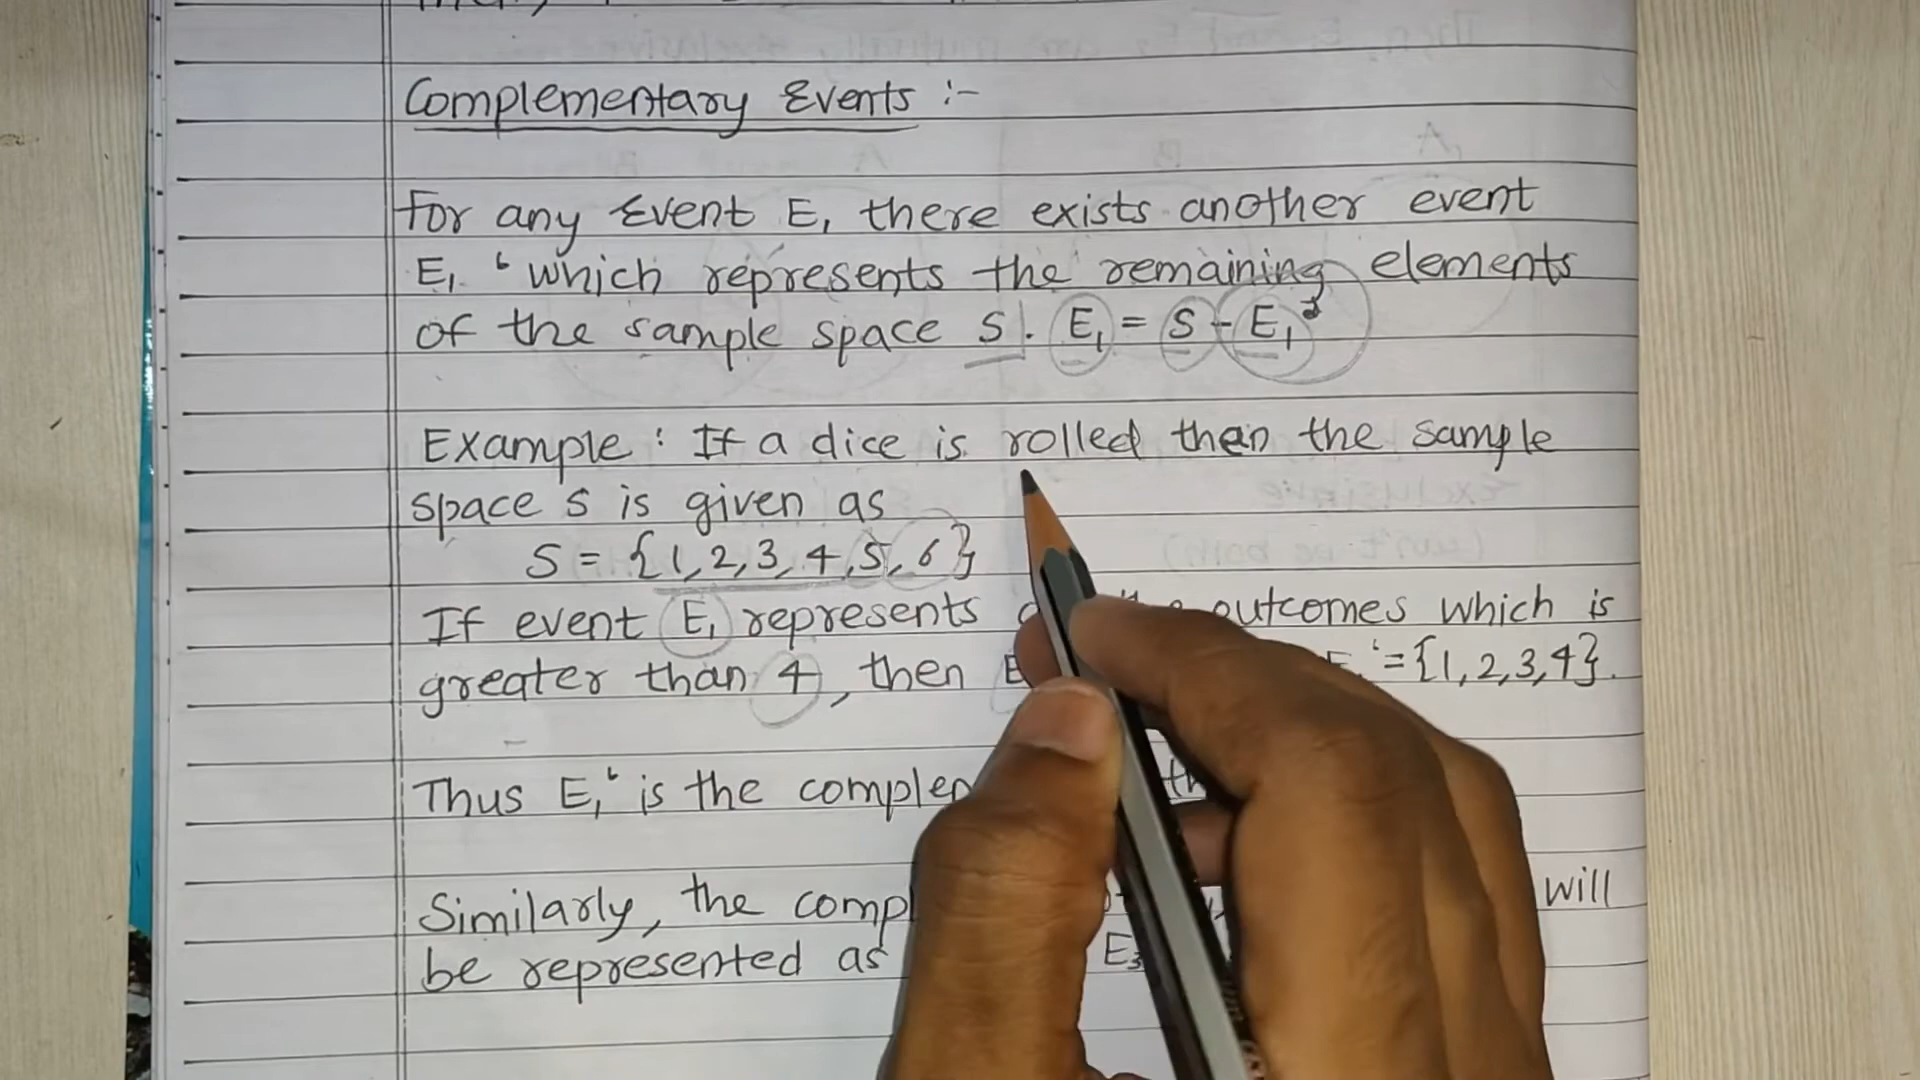 Complementary Events :-
For any Event E₁ there exists another event
E₁‘ which represents the remaining elements
of the sample space S. E₁ = S - E₁’
Example : If a dice is rolled then the sample
space S is given as
S = {1,2,3,4,5,6}
If event E₁ represents outcomes which is
greater than 4, then E ‘={1,2,3,4}.
Thus E₁‘ is the
Similarly, the will
be represented as E₃